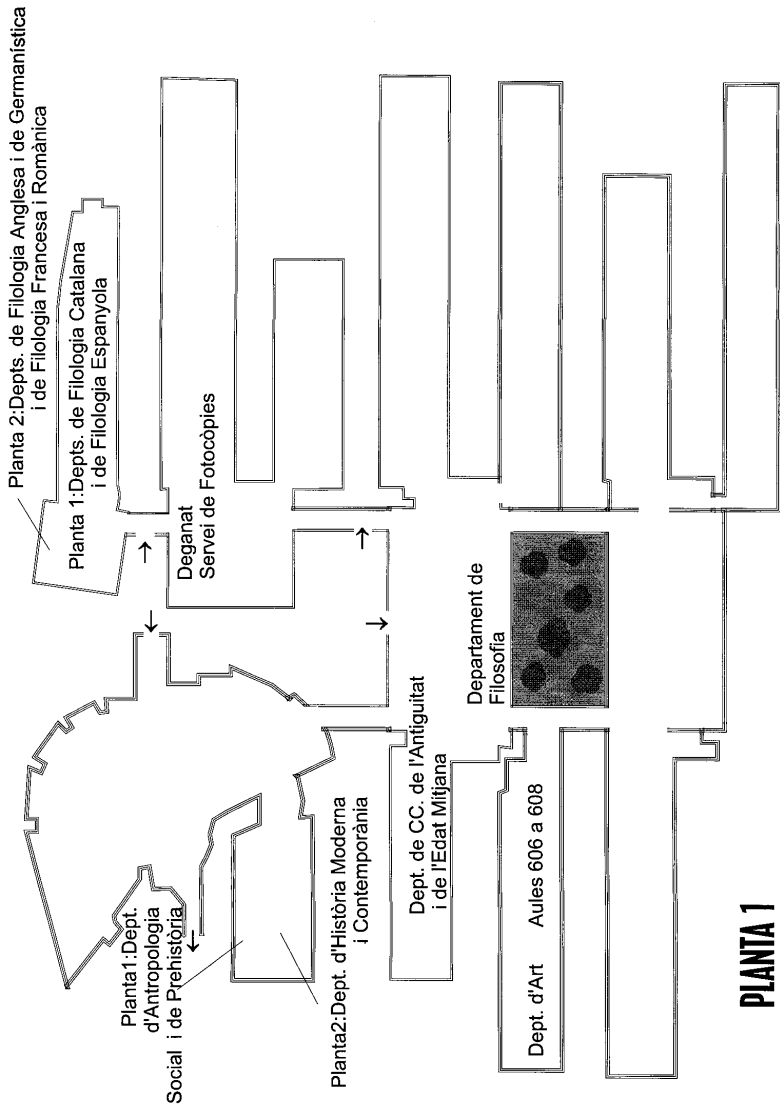 Planta 2:Depts. de Filologia Anglesa i de Germanística
i de Filologia Francesa i Romànica
Planta 1:Depts. de Filologia Catalana
i de Filologia Espanyola
Deganat
Servei de Fotocòpies
Planta1:Dept.
d'Antropologia
Social i de Prehistòria
Planta2:Dept. d'Història Moderna
i Contemporània
Dept. de CC. de l'Antiguitat
i de l'Edat Mitjana
Departament de
Filosofia
Dept. d'Art Aules 606 a 608
PLANTA 1